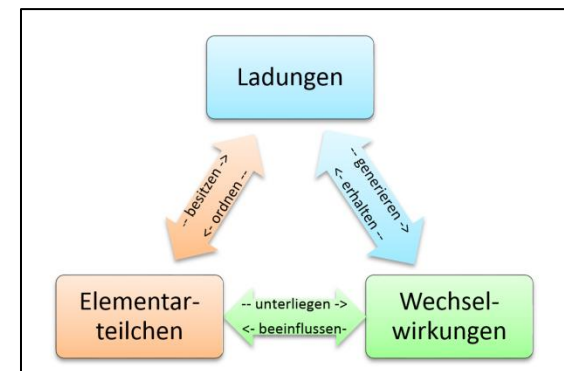 Ladungen
-- besitzen ->
<- ordnen --
-- generieren ->
<- erhalten --
Elementar-
teilchen
-- unterliegen ->
<- beeinflussen-
Wechsel-
wirkungen